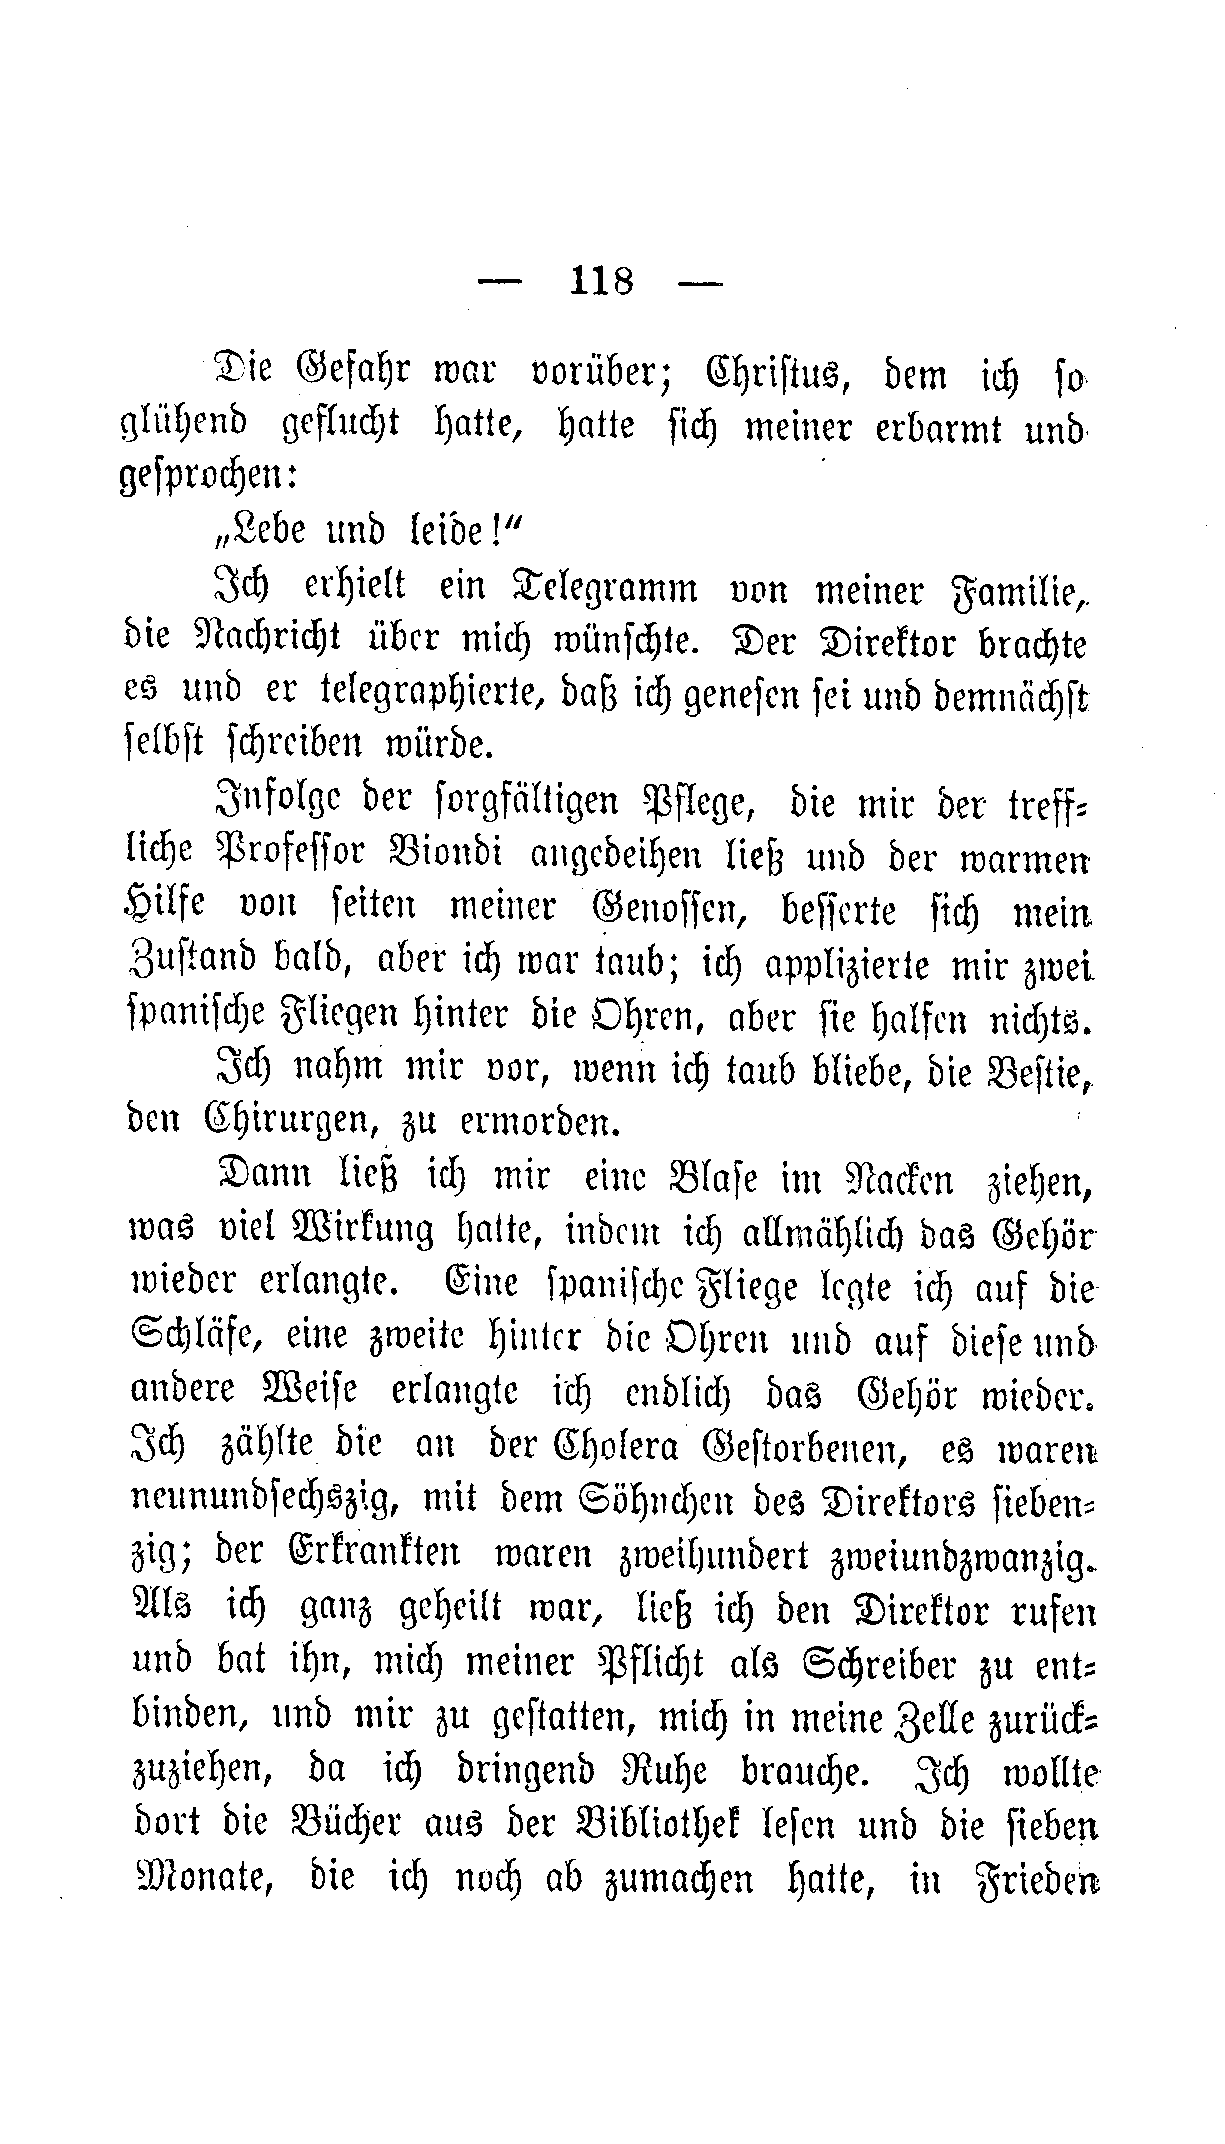 — 118 —
Die Gefahr war vorüber; Christus, dem ich so
glühend geflucht hatte, hatte sich meiner erbarmt und
gesprochen:
„Lebe und leide!“
Ich erhielt ein Telegramm von meiner Familie,
die Nachricht über mich wünschte. Der Direktor brachte
es und er telegraphierte, daß ich genesen sei und demnächst
selbst schreiben würde.
Infolge der sorgfältigen Pflege, die mir der treff-
liche Professor Biondi angedeihen ließ und der warmen
Hilfe von seiten meiner Genossen, besserte sich mein
Zustand bald, aber ich war taub; ich applizierte mir zwei
spanische Fliegen hinter die Ohren, aber sie halfen nichts.
Ich nahm mir vor, wenn ich taub bliebe, die Bestie,
den Chirurgen, zu ermorden.
Dann ließ ich mir eine Blase im Nacken ziehen,
was viel Wirkung hatte, indem ich allmählich das Gehör
wieder erlangte. Eine spanische Fliege legte ich auf die
Schläfe, eine zweite hinter die Ohren und auf diese und
andere Weise erlangte ich endlich das Gehör wieder.
Ich zählte die an der Cholera Gestorbenen, es waren
neunundsechszig, mit dem Söhnchen des Direktors sieben-
zig; der Erkrankten waren zweihundert zweiundzwanzig.
Als ich ganz geheilt war, ließ ich den Direktor rufen
und bat ihn, mich meiner Pflicht als Schreiber zu ent-
binden, und mir zu gestatten, mich in meine Zelle zurück-
zuziehen, da ich dringend Ruhe brauche. Ich wollte
dort die Bücher aus der Bibliothek lesen und die sieben
Monate, die ich noch ab zumachen hatte, in Frieden